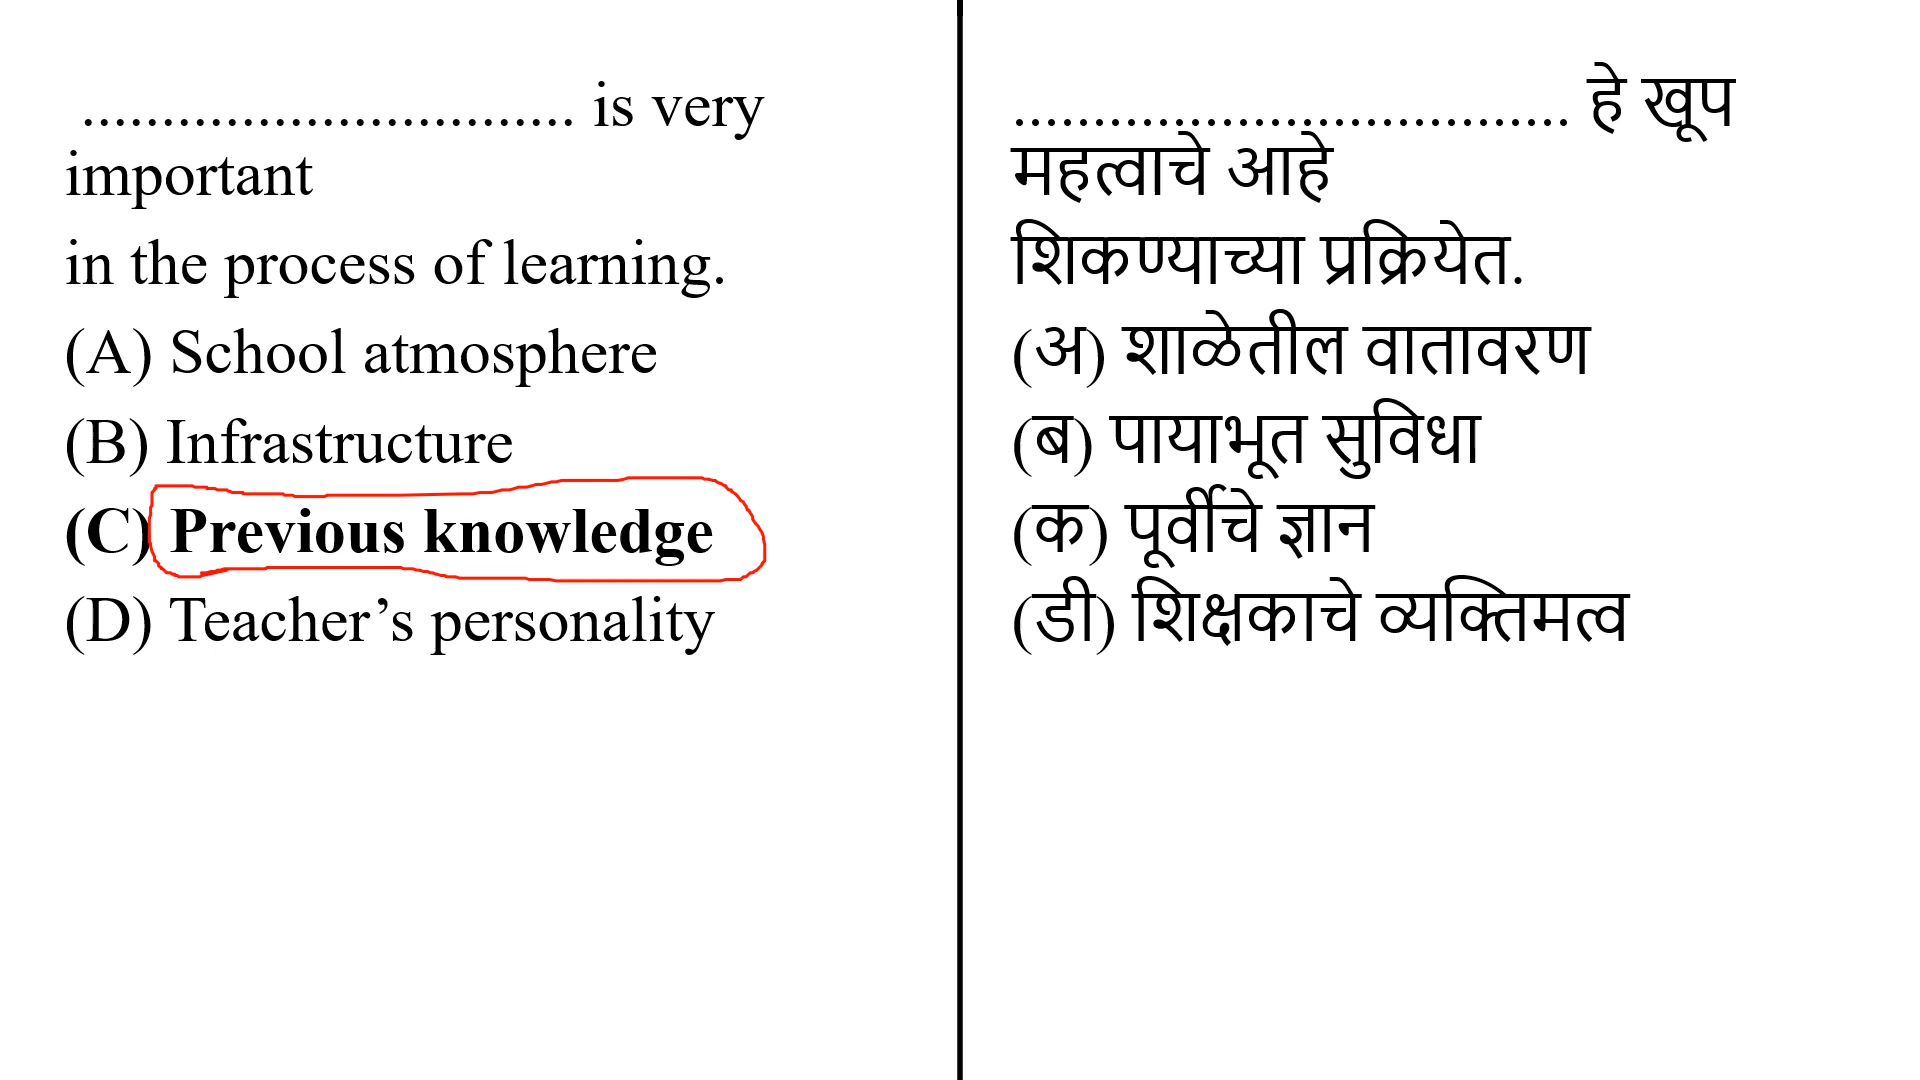 ............................... is very
important
in the process of learning.
(A) School atmosphere
(B) Infrastructure
(C) Previous knowledge
(D) Teacher’s personality
................................... हे खूप
महत्वाचे आहे
शिकण्याच्या प्रक्रियेत.
(अ) शाळेतील वातावरण
(ब) पायाभूत सुविधा
(क) पूर्वीचे ज्ञान
(डी) शिक्षकाचे व्यक्तिमत्व